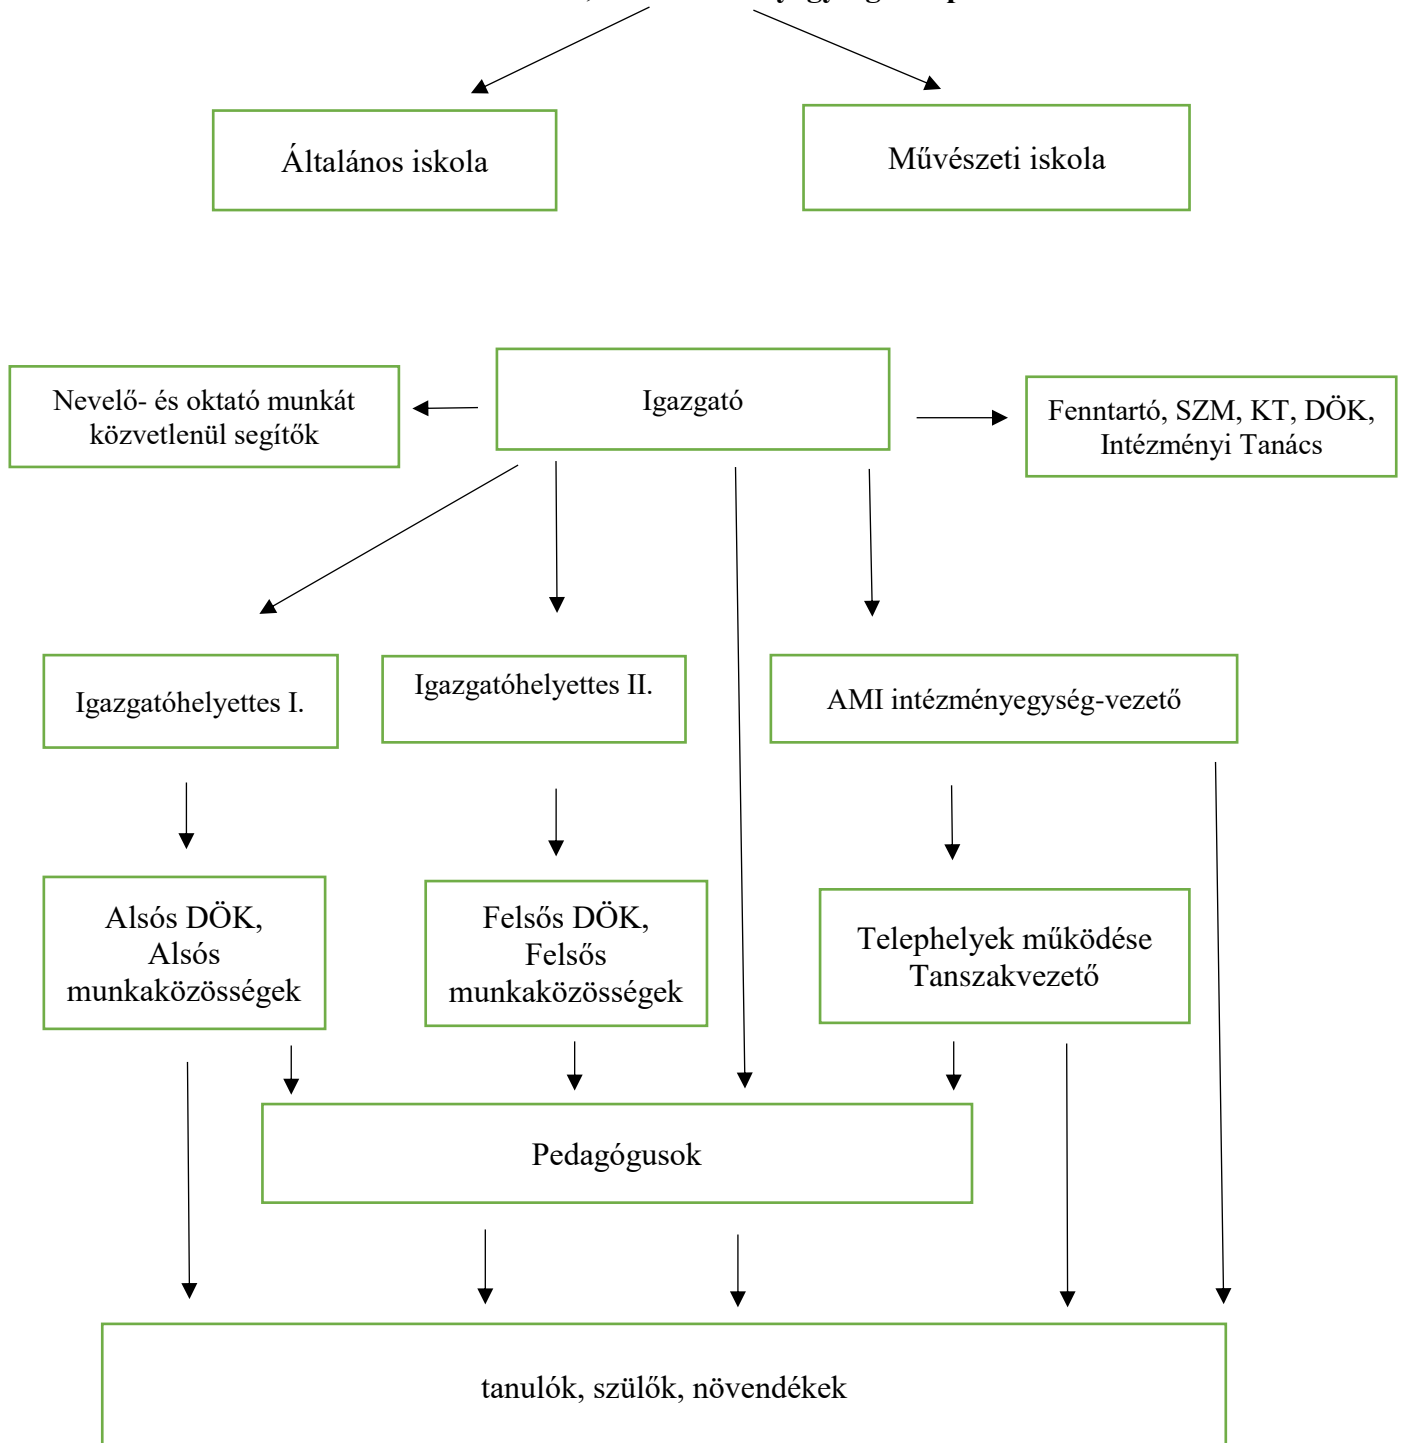 Általános iskola
Művészeti iskola
Igazgató
Nevelő- és oktató munkát
közvetlenül segítők
Fenntartó, SZM, KT, DÖK,
Intézményi Tanács
Igazgatóhelyettes I.
Igazgatóhelyettes II.
AMI intézményegység-vezető
Alsós DÖK,
Alsós
munkaközösségek
Felsős DÖK,
Felsős
munkaközösségek
Telephelyek működése
Tanszakvezető
Pedagógusok
tanulók, szülők, növendékek